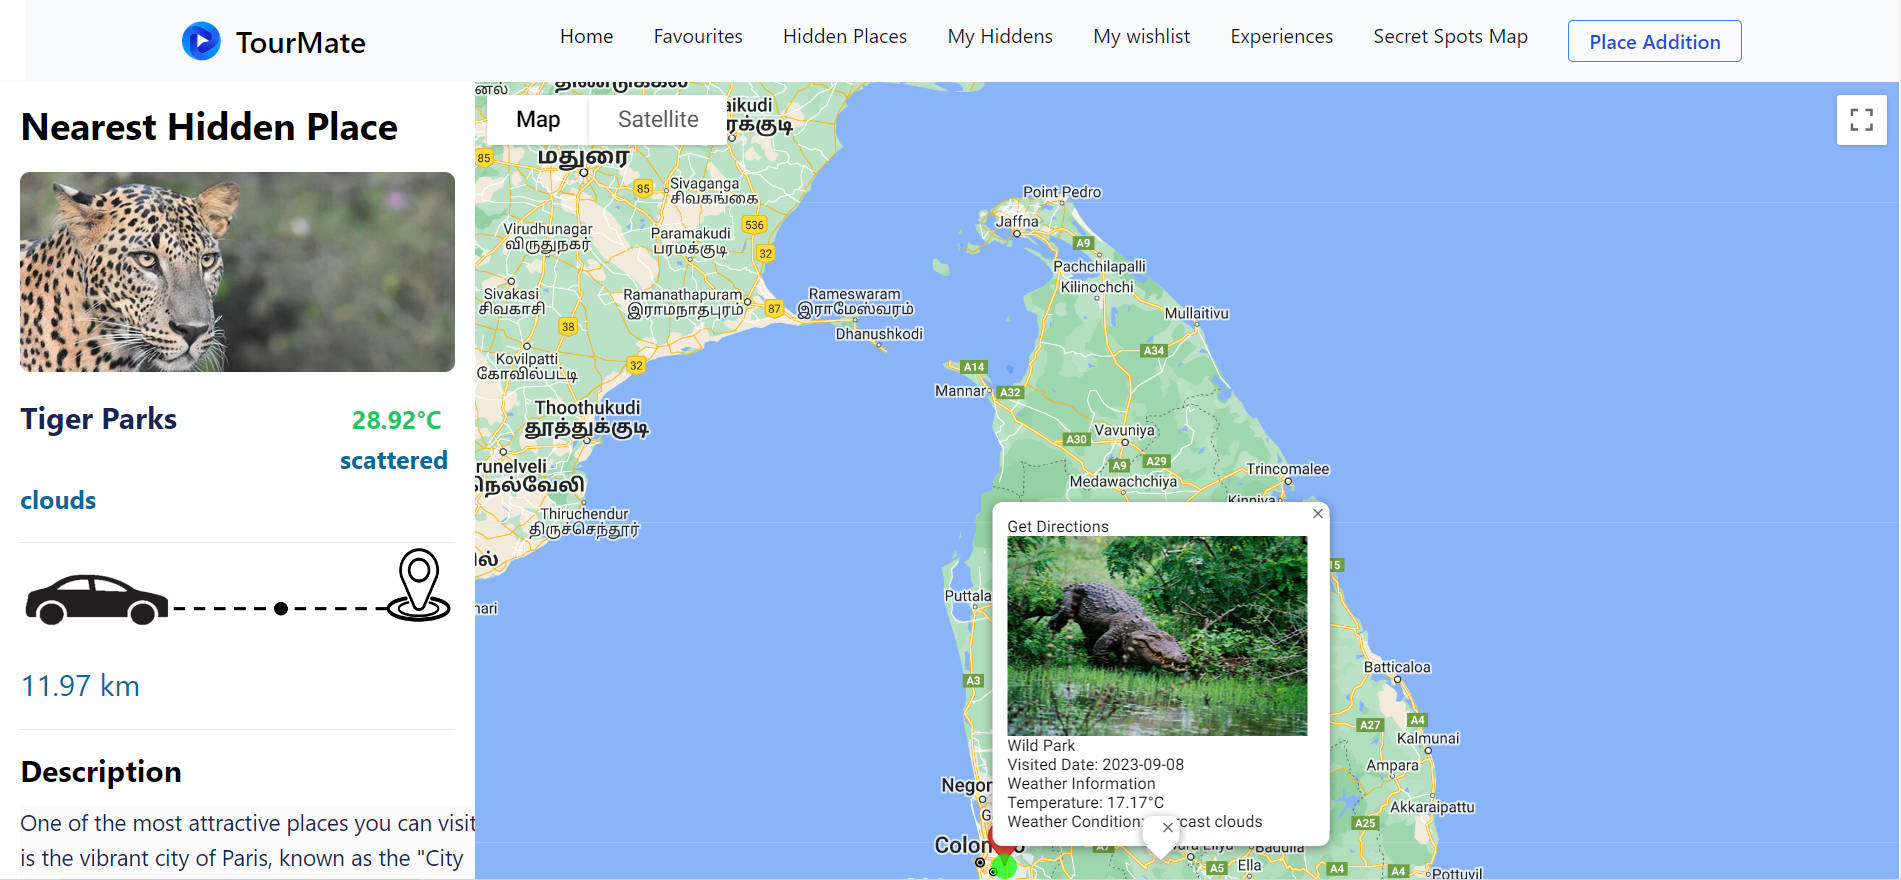 TourMate
Home
Favourites
Hidden Places
My Hiddens
My wishlist
Experiences
Secret Spots Map
Place Addition
Nearest Hidden Place
Tiger Parks
28.92°C
scattered
clouds
11.97 km
Description
One of the most attractive places you can visit
is the vibrant city of Paris, known as the "City
Map
Satellite
மதுரை
85
85
Sivaganga
சிவகங்கை
536
Virudhunagar
விருதுநகர்
Paramakudi
பரமக்குடி
32
Sivakasi
சிவகாசி
Ramanathapuram
இராமநாதபுரம்
87
Rameswaram
இராமேஸ்வரம்
Dhanushkodi
38
Kovilpatti
கோவில்பட்டி
32
Thoothukudi
தூத்துக்குடி
runelveli
நெல்வேலி
Thiruchendur
திருச்செந்தூர்
Point Pedro
Jaffna
A9
Pachchilapalli
Kilinochchi
Mullaitivu
A34
A14
Mannar
A32
Vavuniya
A30
A9
A29
Trincomalee
Medawachchiya
Kinniya
15
Puttala
A3
Batticaloa
A27
A4
Kalmunai
Ampara
Akkaraipattu
A25
Negor
Colon
o
A7
ara Eliya
Badulla
Ella
A5
A4
A4
Pottuvil
Get Directions
Wild Park
Visited Date: 2023-09-08
Weather Information
Temperature: 17.17°C
Weather Condition: rcast clouds